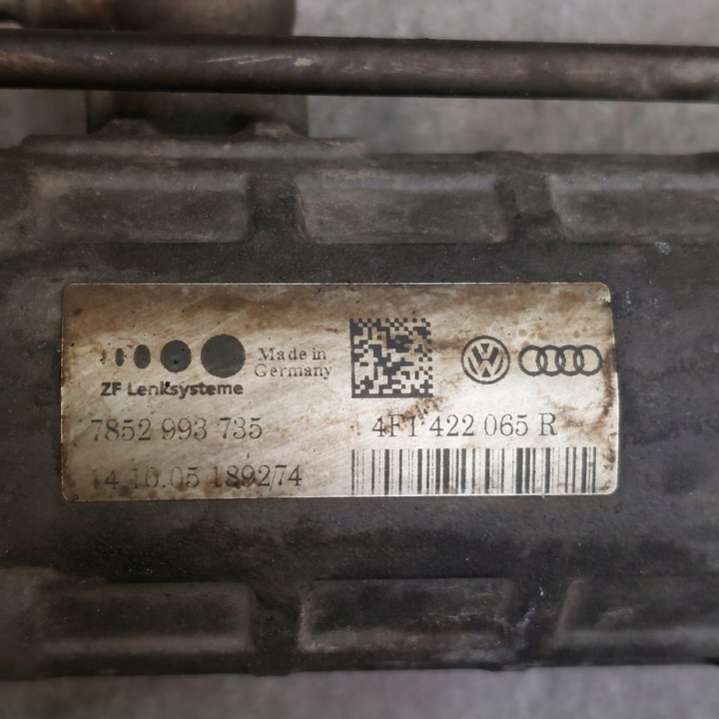 Made in
Germany
ZF Lenksysteme
7852 993 735
4F1 422 065 R
14.10.05 189274